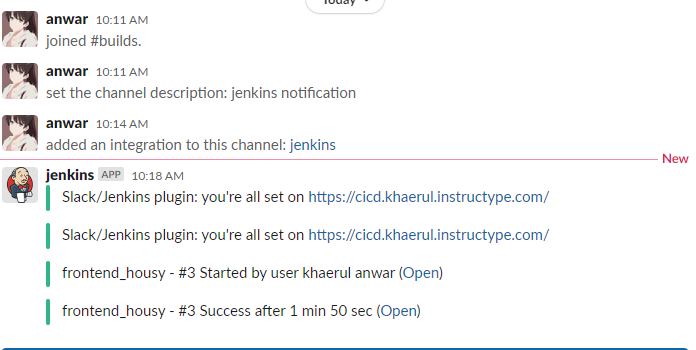 Today
anwar 10:11 AM
joined #builds.
anwar 10:11 AM
set the channel description: jenkins notification
anwar 10:14 AM
added an integration to this channel: jenkins
New
jenkins APP 10:18 AM
Slack/Jenkins plugin: you're all set on https://cicd.khaerul.instructype.com/
Slack/Jenkins plugin: you're all set on https://cicd.khaerul.instructype.com/
frontend_housy - #3 Started by user khaerul anwar (Open)
frontend_housy - #3 Success after 1 min 50 sec (Open)